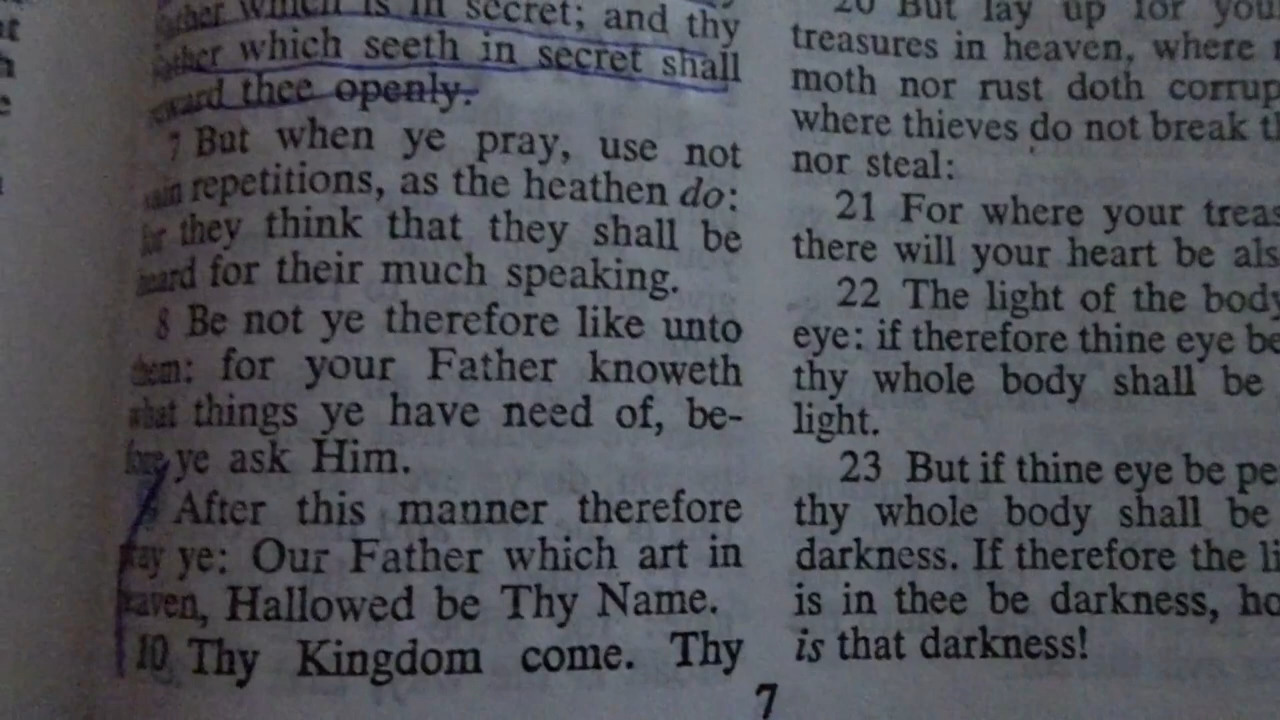 which is in secret; and thy
Father which seeth in secret shall
reward thee openly.
7 But when ye pray, use not
vain repetitions, as the heathen do:
for they think that they shall be
heard for their much speaking.
8 Be not ye therefore like unto
them: for your Father knoweth
what things ye have need of, be-
fore ye ask Him.
After this manner therefore
pray ye: Our Father which art in
heaven, Hallowed be Thy Name.
10 Thy Kingdom come. Thy
20 But lay up for
treasures in heaven, where
moth nor rust doth
where thieves do not break
nor steal:
21 For where your
there will your heart be
22 The light of the body
eye: if therefore thine eye be
thy whole body shall be
light.
23 But if thine eye be
thy whole body shall be
darkness. If therefore the
is in thee be darkness,
is that darkness!
7